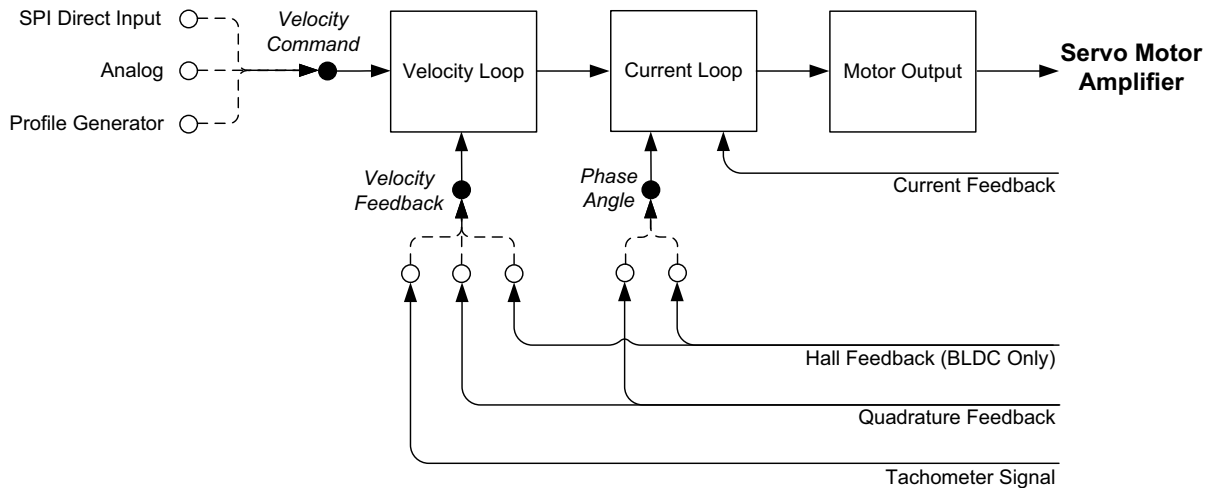 SPI Direct Input
Analog
Profile Generator
Velocity
Command
Velocity Loop
Current Loop
Motor Output
Servo Motor
Amplifier
Velocity
Feedback
Phase
Angle
Current Feedback
Hall Feedback (BLDC Only)
Quadrature Feedback
Tachometer Signal